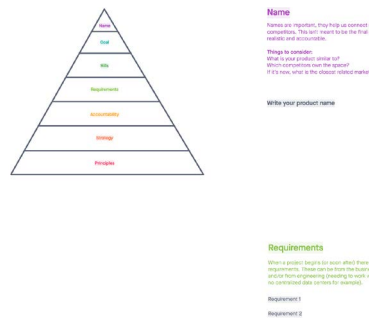 Name
Goal
KPIs
Requirements
Accountability
Strategy
Principles
Name
Names are important, they help us connect
competitors. This isn't meant to be the final
realistic and accountable.
Things to consider:
What is your product similar to?
Which competitors own the space?
If it's new, what is the closest related market
Write your product name
Requirements
When a project begins (or soon after) there
requirements. These can be from the busin
and/or from engineering (needing to work
no centralized data centers for example).
Requirement 1
Requirement 2